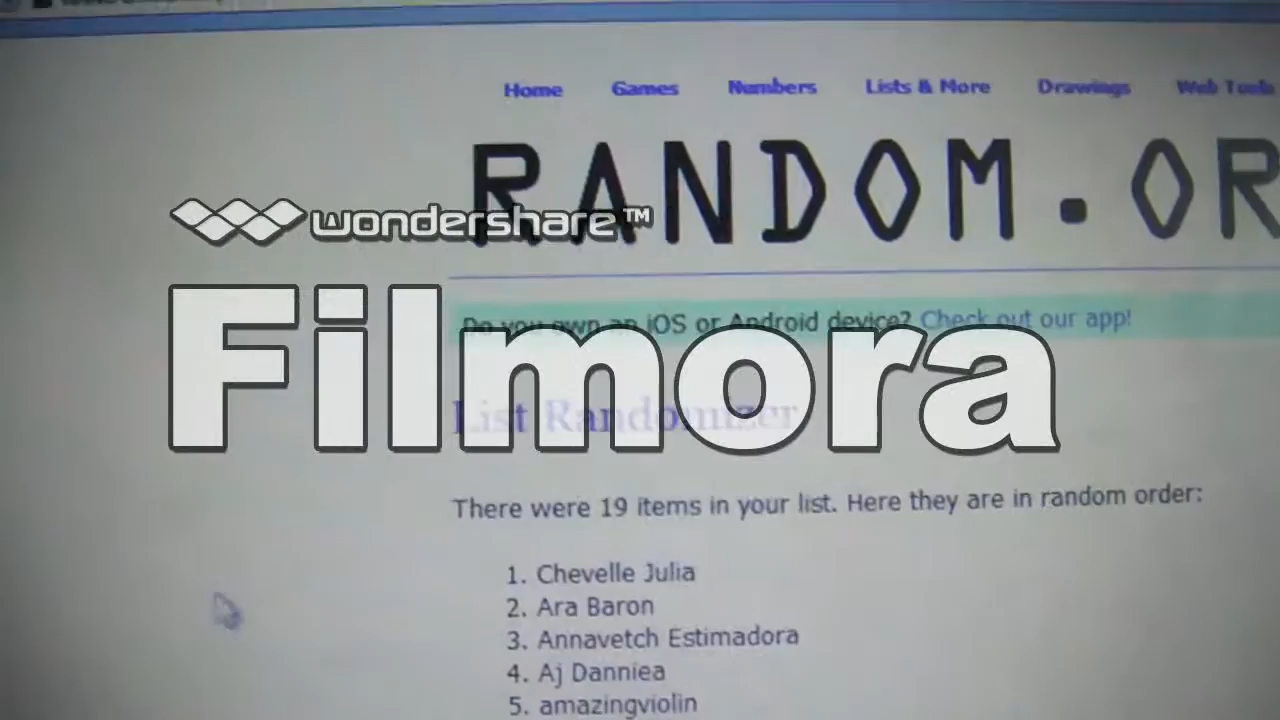 Home Games Numbers Lists & More Drawings Web Tools
RANDOM.OR
wondershare™
Filmora
Do you own an iOS or Android device? Check out our app!
List Randomizer
There were 19 items in your list. Here they are in random order:
1. Chevelle Julia
2. Ara Baron
3. Annavetch Estimadora
4. Aj Danniea
5. amazingviolin